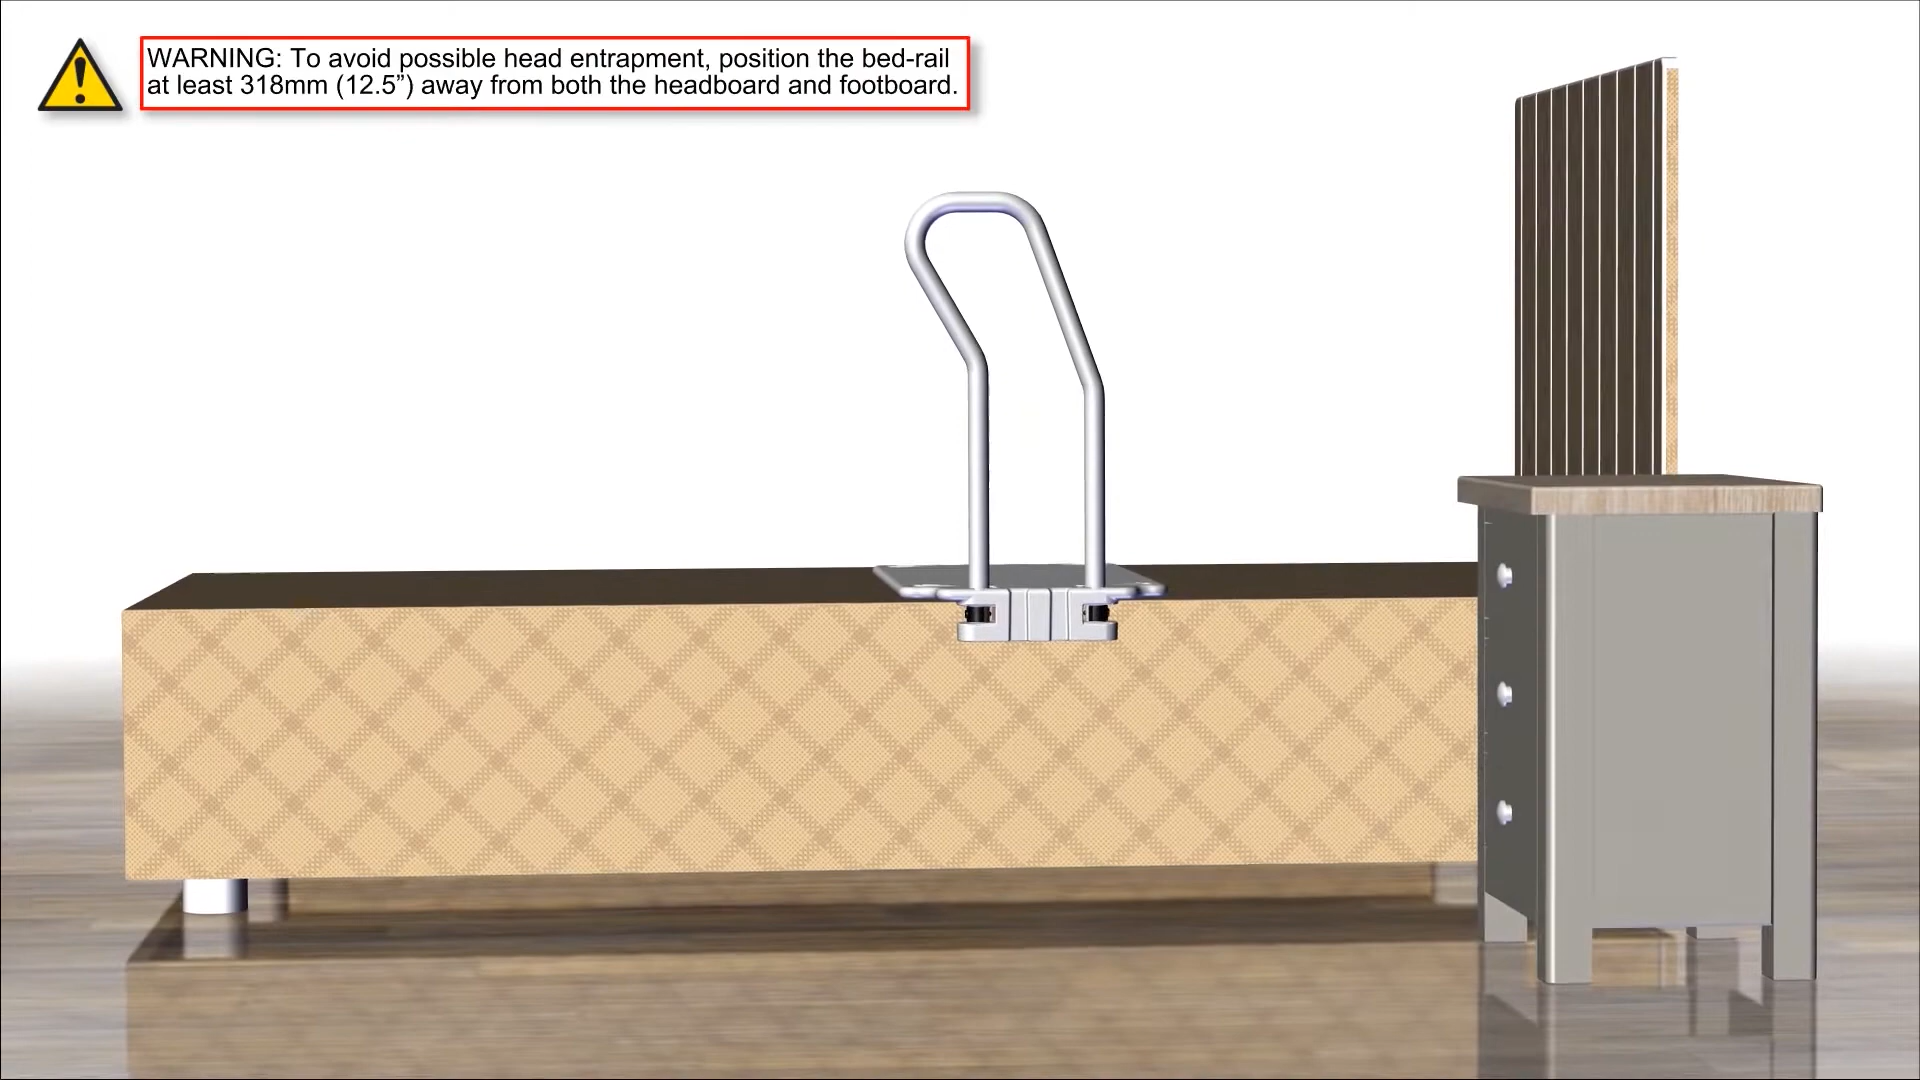 WARNING: To avoid possible head entrapment, position the bed-rail
at least 318mm (12.5”) away from both the headboard and footboard.